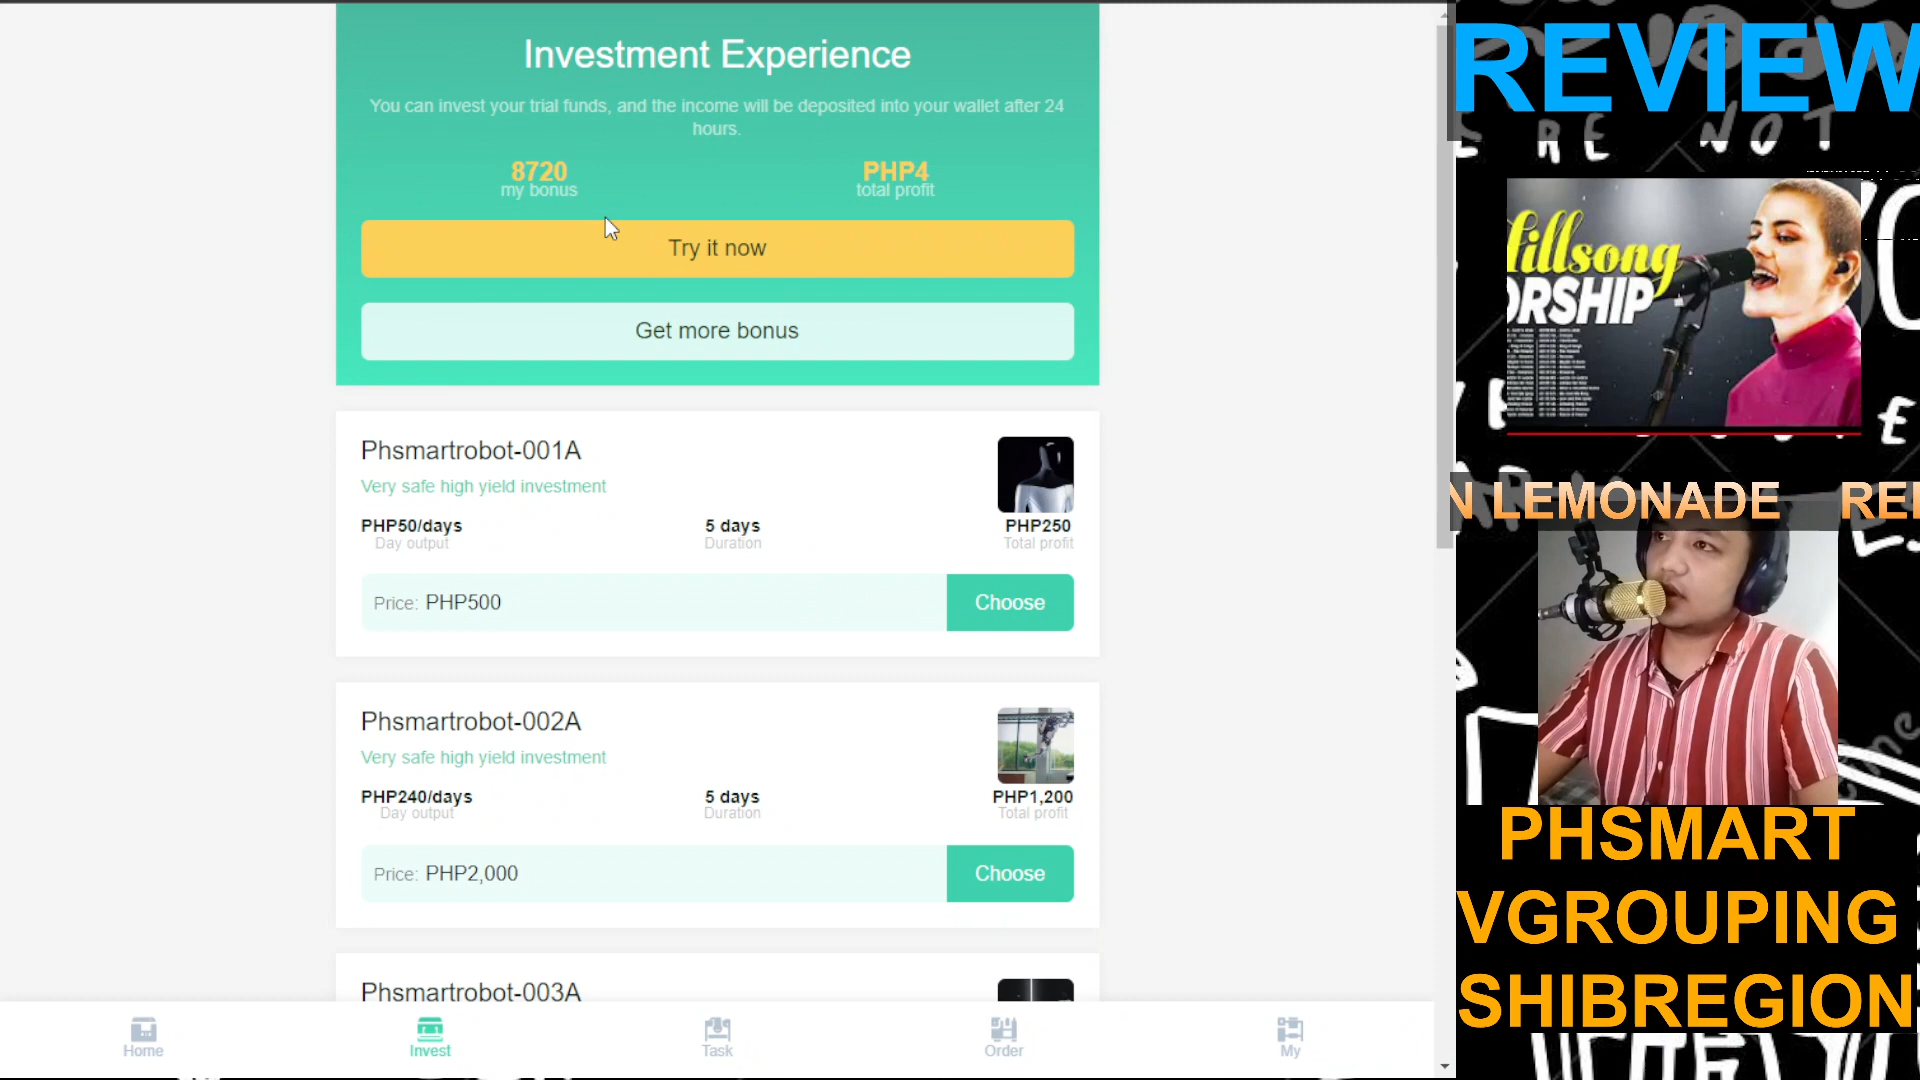 Investment Experience
You can invest your trial funds, and the income will be deposited into your wallet after 24
hours.
8720
my bonus
PHP4
total profit
Try it now
Get more bonus
Phsmartrobot-001A
Very safe high yield investment
PHP50/days
Day output
5 days
Duration
PHP250
Total profit
Price: PHP500
Choose
Phsmartrobot-002A
Very safe high yield investment
PHP240/days
Day output
5 days
Duration
PHP1,200
Total profit
Price: PHP2,000
Choose
Phsmartrobot-003A
Home
Invest
Task
Order
My
REVIEW
RE NOT
illsong
ORSHIP
N LEMONADE
PHSMART
VGROUPING
SHIBREGION